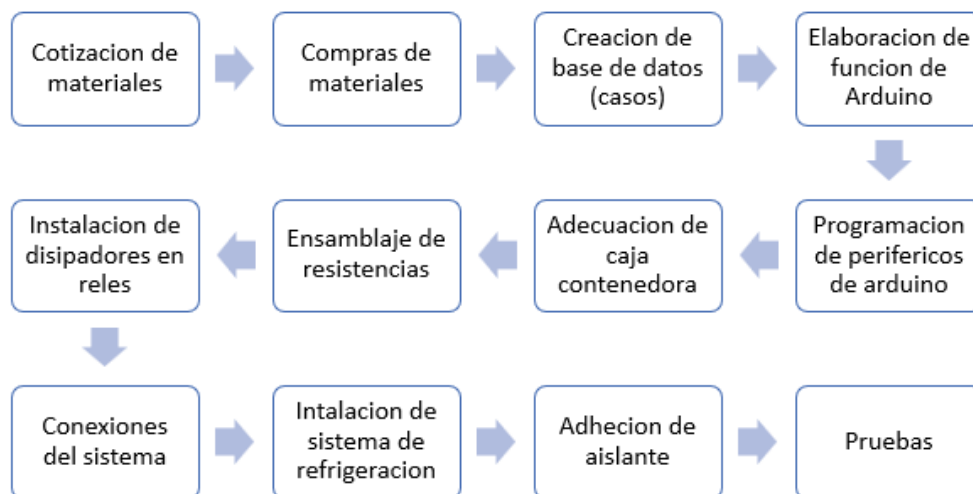 Cotizacion de
materiales
Compras de
materiales
Creacion de
base de datos
(casos)
Elaboracion de
funcion de
Arduino
Programacion
de perifericos
de arduino
Adecuacion de
caja
contenedora
Ensamblaje de
resistencias
Instalacion de
disipadores en
reles
Conexiones
del sistema
Intalacion de
sistema de
refrigeracion
Adhecion de
aislante
Pruebas